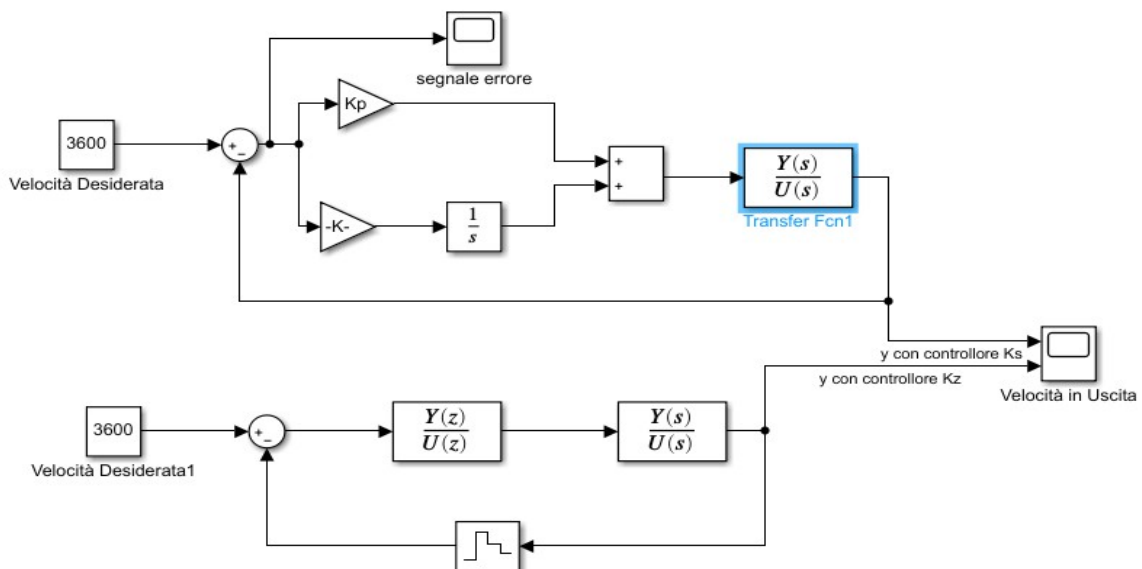 segnale errore
Kp
3600
+
−
Velocità Desiderata
+
+
Y(s)
U(s)
Transfer Fcn1
-K-
1
s
y con controllore Ks
y con controllore Kz
Velocità in Uscita
3600
+
−
Velocità Desiderata1
Y(z)
U(z)
Y(s)
U(s)